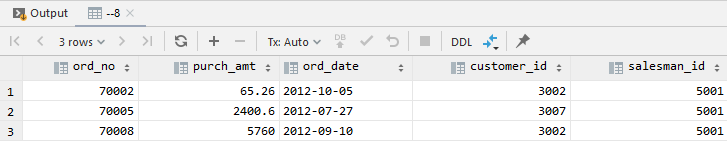 Output --8
3 rows Tx: Auto DB DDL
ord_no purch_amt ord_date customer_id salesman_id
1 70002 65.26 2012-10-05 3002 5001
2 70005 2400.6 2012-07-27 3007 5001
3 70008 5760 2012-09-10 3002 5001